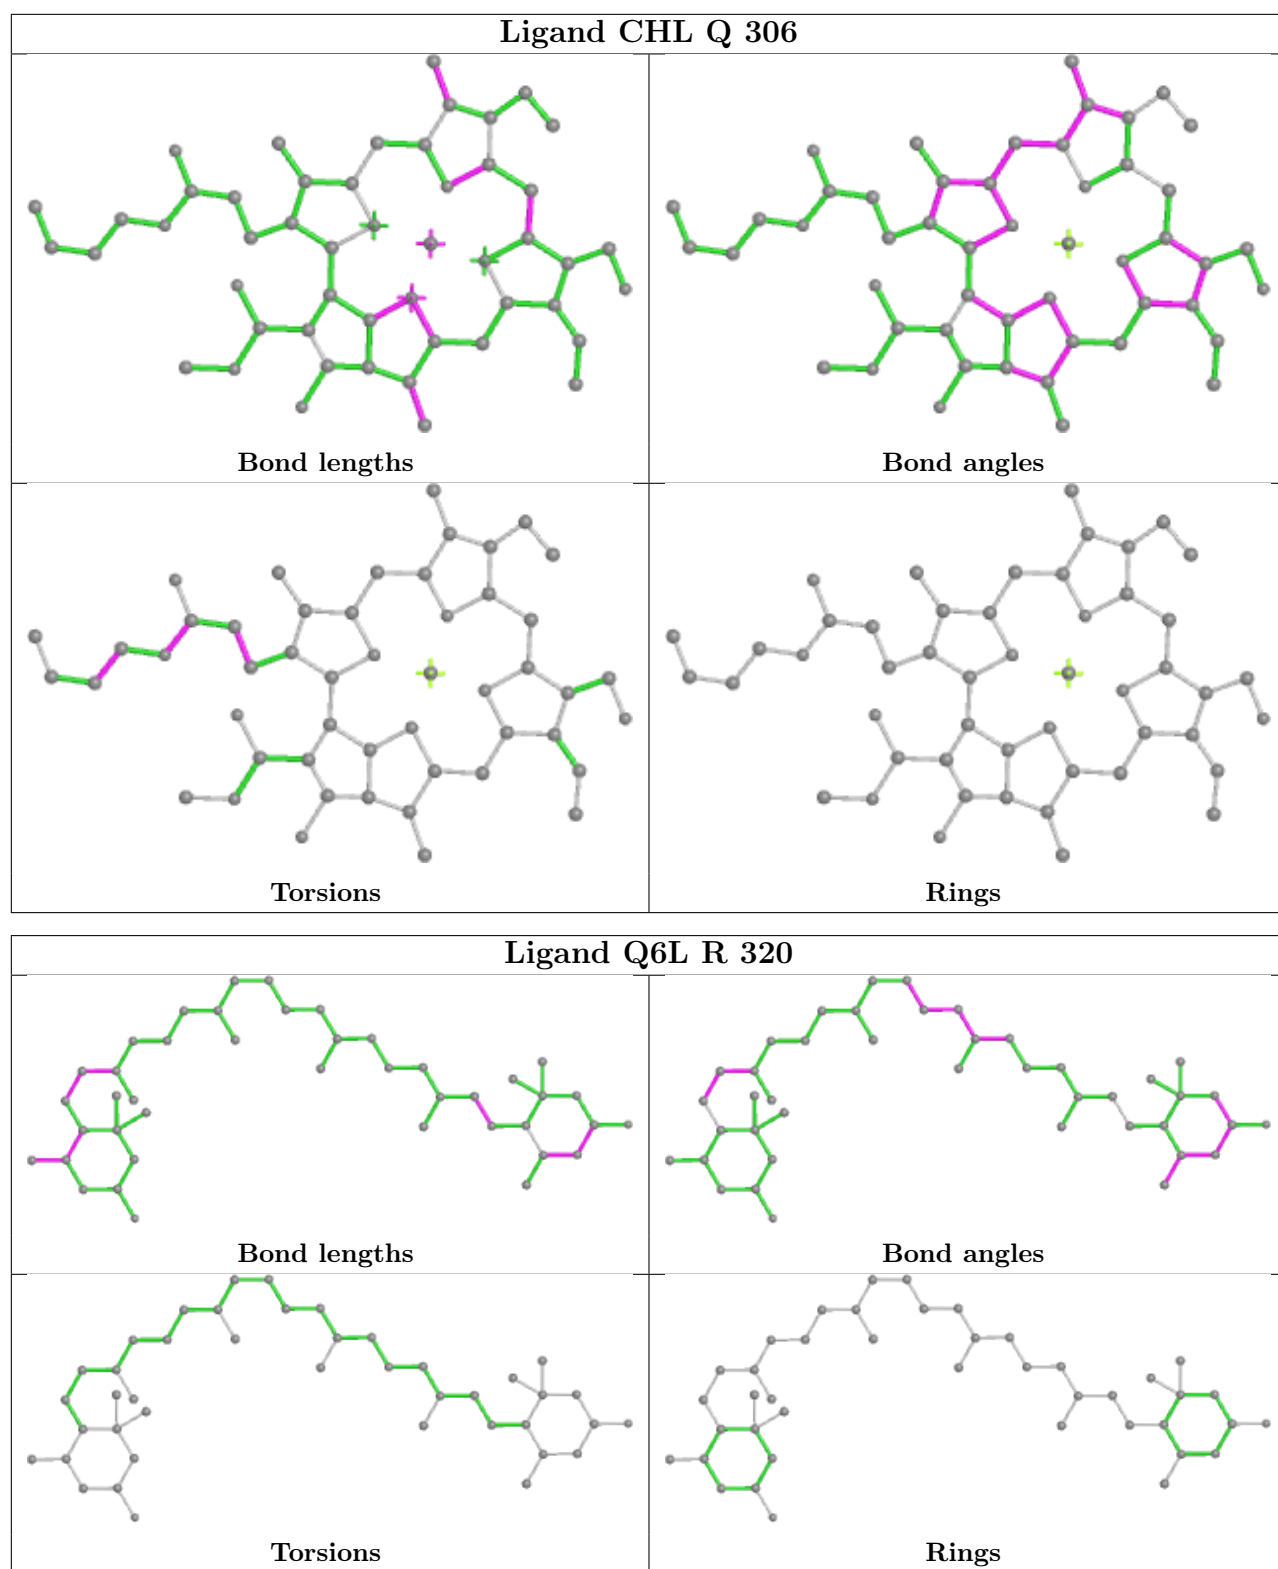 Ligand CHL Q 306
Bond lengths
Bond angles
Torsions
Rings
Ligand Q6L R 320
Bond lengths
Bond angles
Torsions
Rings